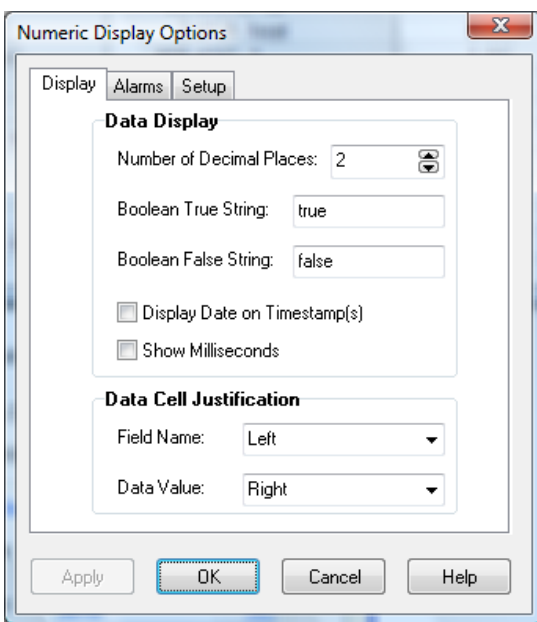 Numeric Display Options
Display Alarms Setup
Data Display
Number of Decimal Places: 2
Boolean True String: true
Boolean False String: false
Display Date on Timestamp(s)
Show Milliseconds
Data Cell Justification
Field Name: Left
Data Value: Right
Apply OK Cancel Help